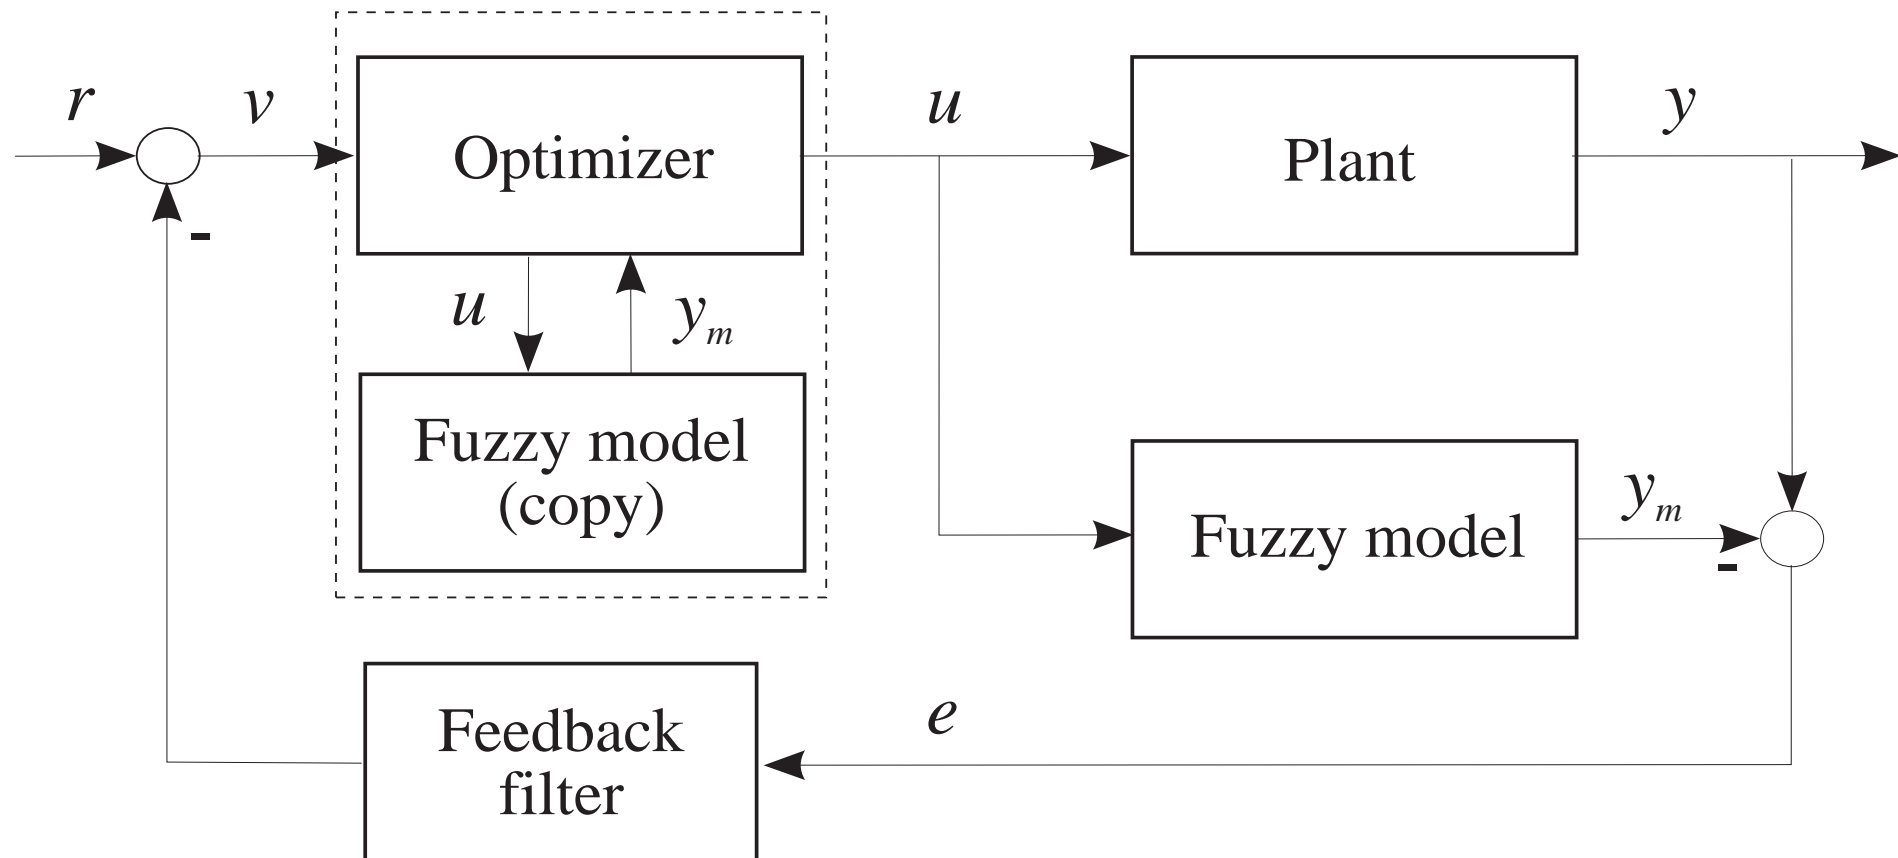 r
v
Optimizer
u
Plant
y
-
u
y_m
Fuzzy model
(copy)
Fuzzy model
y_m
-
Feedback
filter
e